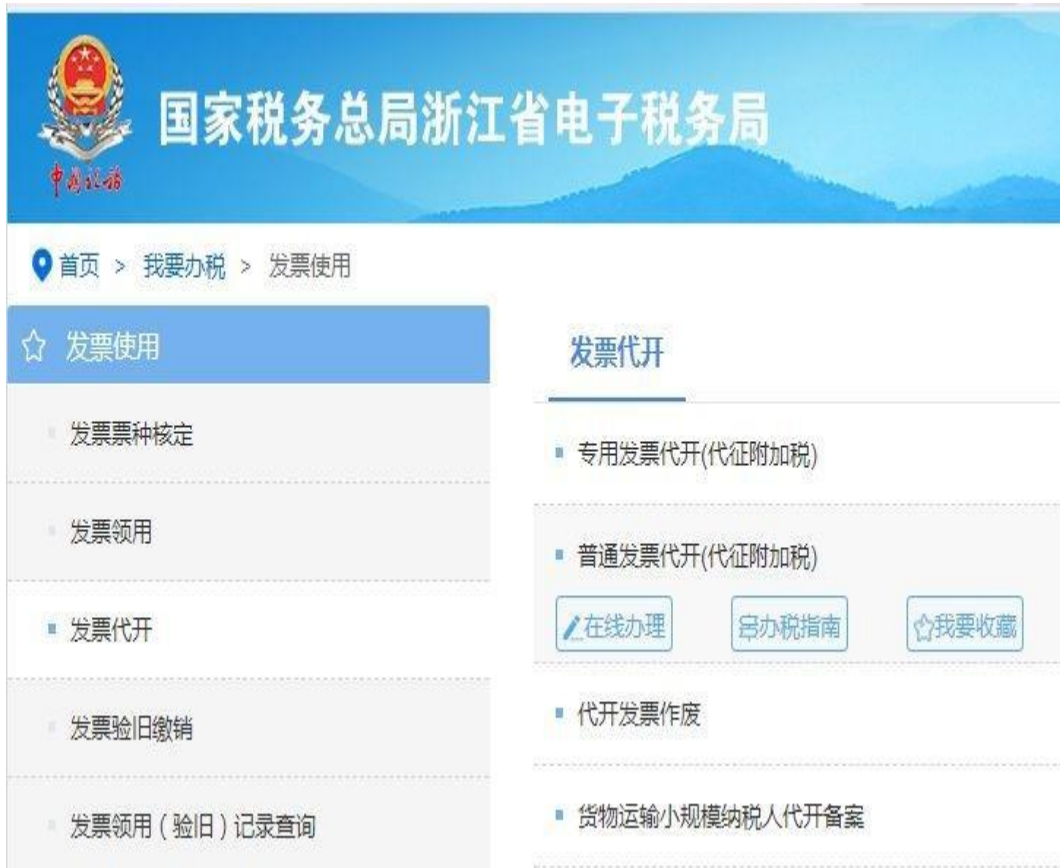 国家税务总局浙江省电子税务局
中国税务
首页 > 我要办税 > 发票使用
发票使用
发票票种核定
发票领用
发票代开
发票验旧缴销
发票领用（验旧）记录查询
发票代开
专用发票代开(代征附加税)
普通发票代开(代征附加税)
在线办理
办税指南
我要收藏
代开发票作废
货物运输小规模纳税人代开备案